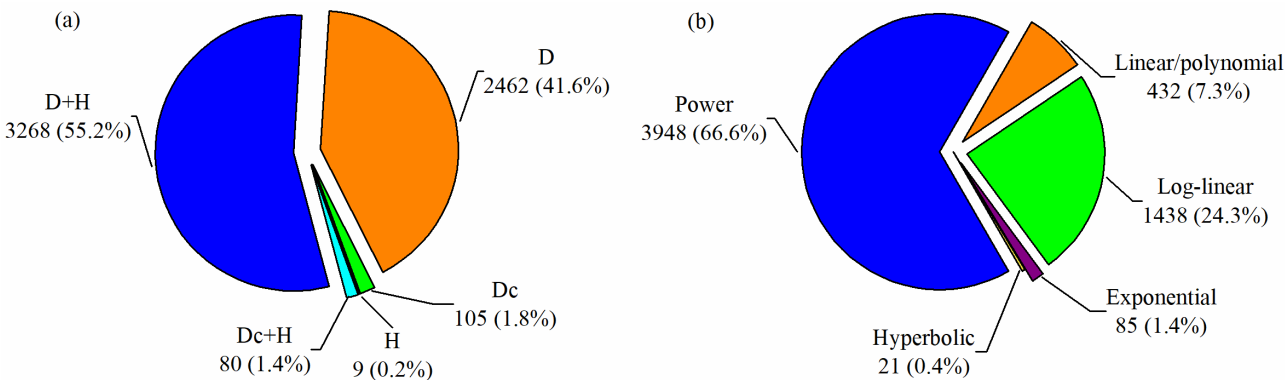 (a)
D
2462 (41.6%)
D+H
3268 (55.2%)
Dc
105 (1.8%)
Dc+H
80 (1.4%)
H
9 (0.2%)
(b)
Linear/polynomial
432 (7.3%)
Power
3948 (66.6%)
Log-linear
1438 (24.3%)
Exponential
85 (1.4%)
Hyperbolic
21 (0.4%)